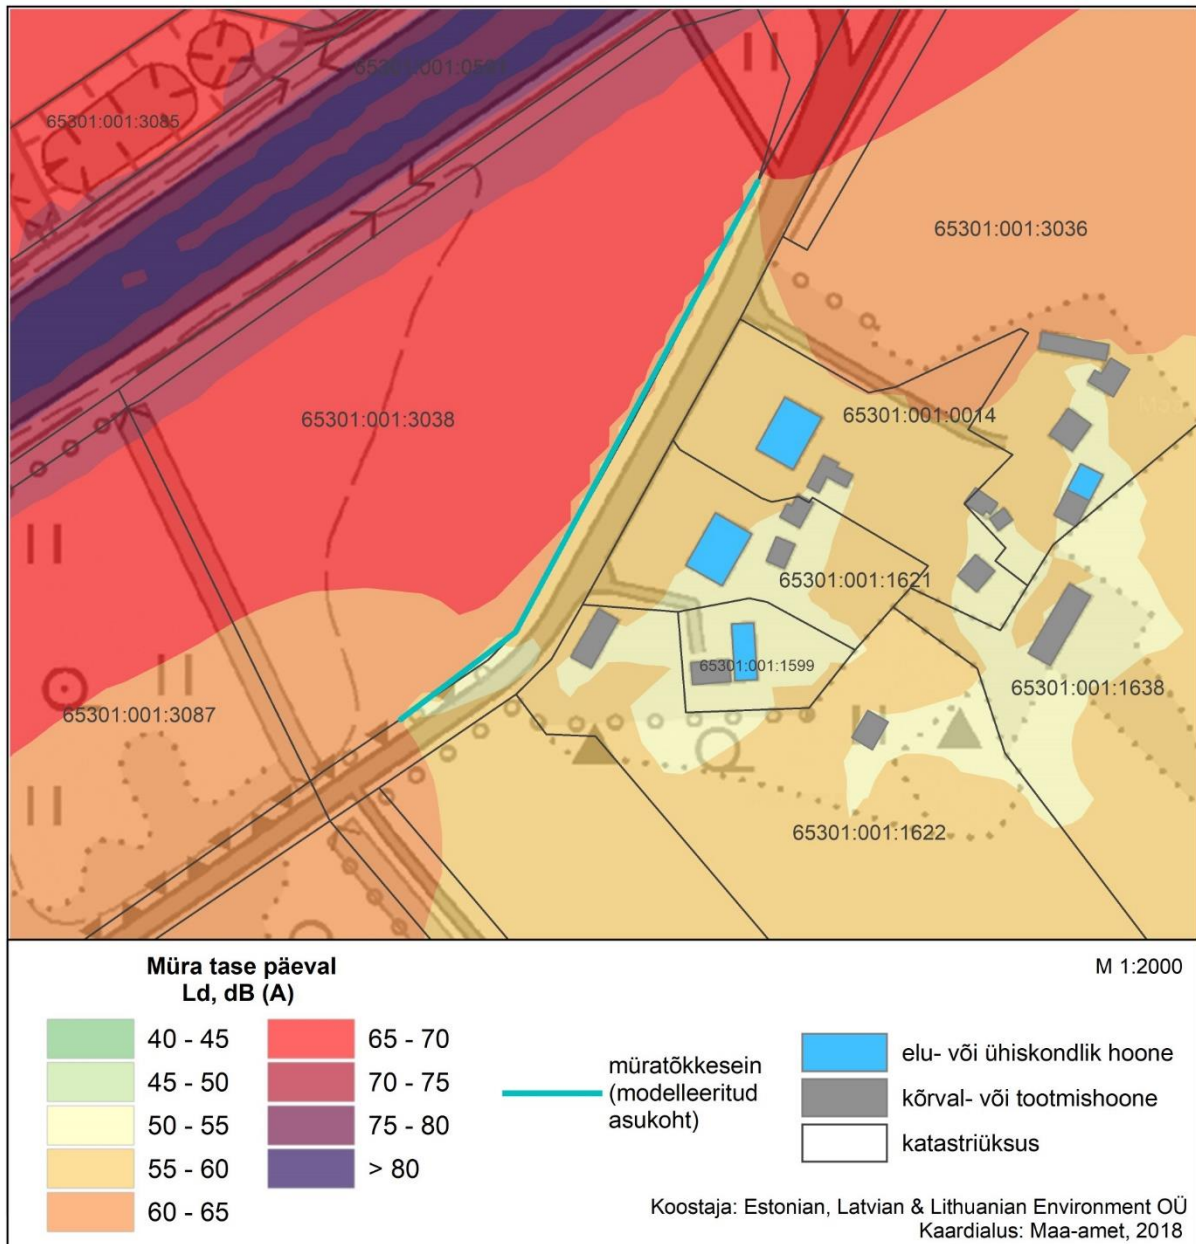 65301:001:3085
65301:001:3036
65301:001:3038
65301:001:0014
65301:001:1621
65301:001:1599
65301:001:3087
65301:001:1638
65301:001:1622
Müra tase päeval
Ld, dB (A)
M 1:2000
40 - 45
45 - 50
50 - 55
55 - 60
60 - 65
65 - 70
70 - 75
75 - 80
> 80
müratõkkesein
(modelleeritud
asukoht)
elu- või ühiskondlik hoone
kõrval- või tootmishoone
katastriüksus
Koostaja: Estonian, Latvian & Lithuanian Environment OÜ
Kaardialus: Maa-amet, 2018